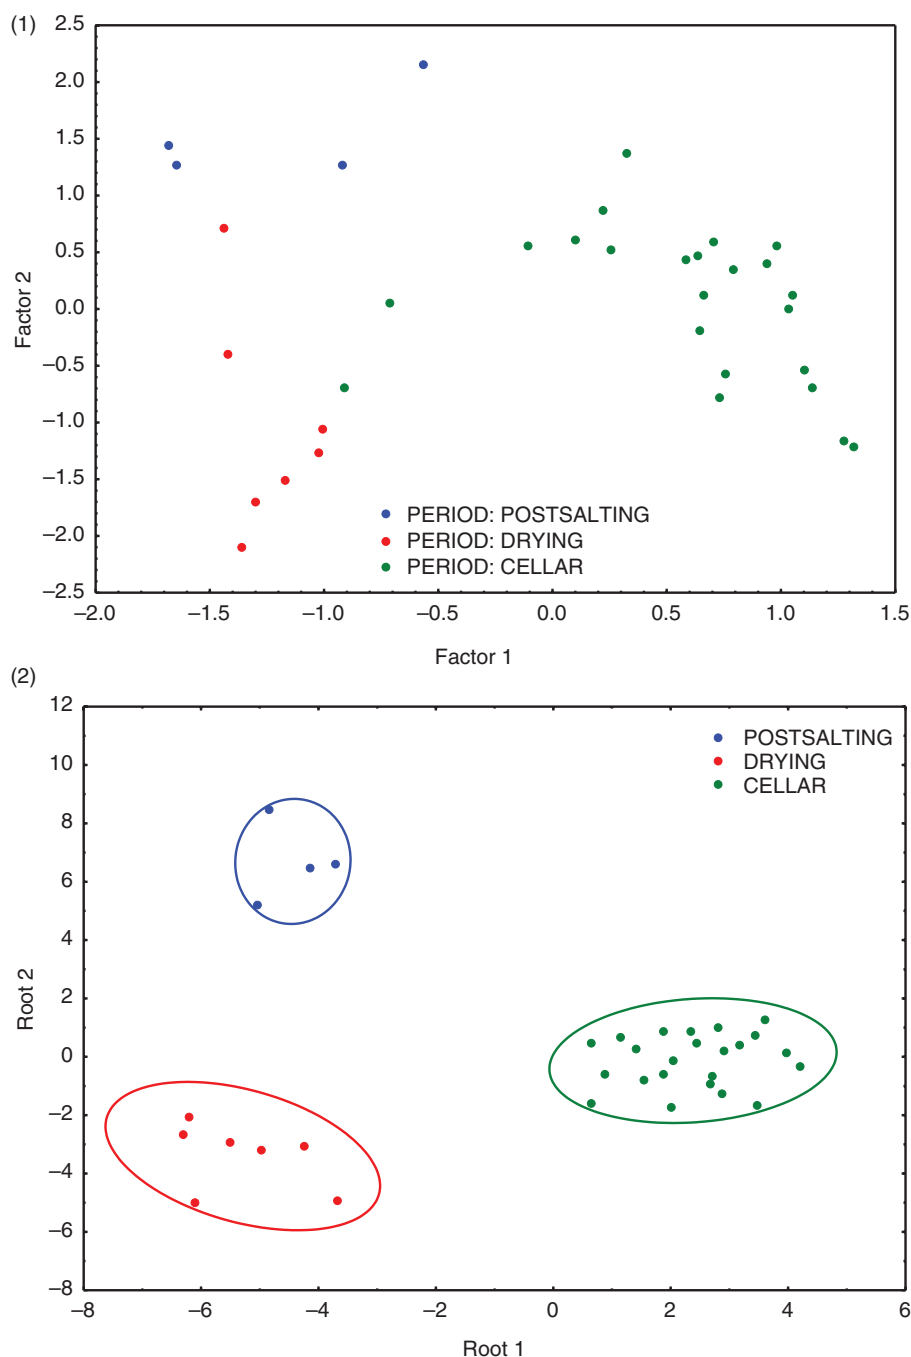 (1)
2.5
2.0
1.5
1.0
0.5
0.0
–0.5
–1.0
–1.5
–2.0
–2.5
Factor 2
PERIOD: POSTSALTING
PERIOD: DRYING
PERIOD: CELLAR
–2.0 –1.5 –1.0 –0.5 0.0 0.5 1.0 1.5
Factor 1
(2)
12
10
8
6
4
2
0
–2
–4
–6
–8
Root 2
POSTSALTING
DRYING
CELLAR
–8 –6 –4 –2 0 2 4 6
Root 1